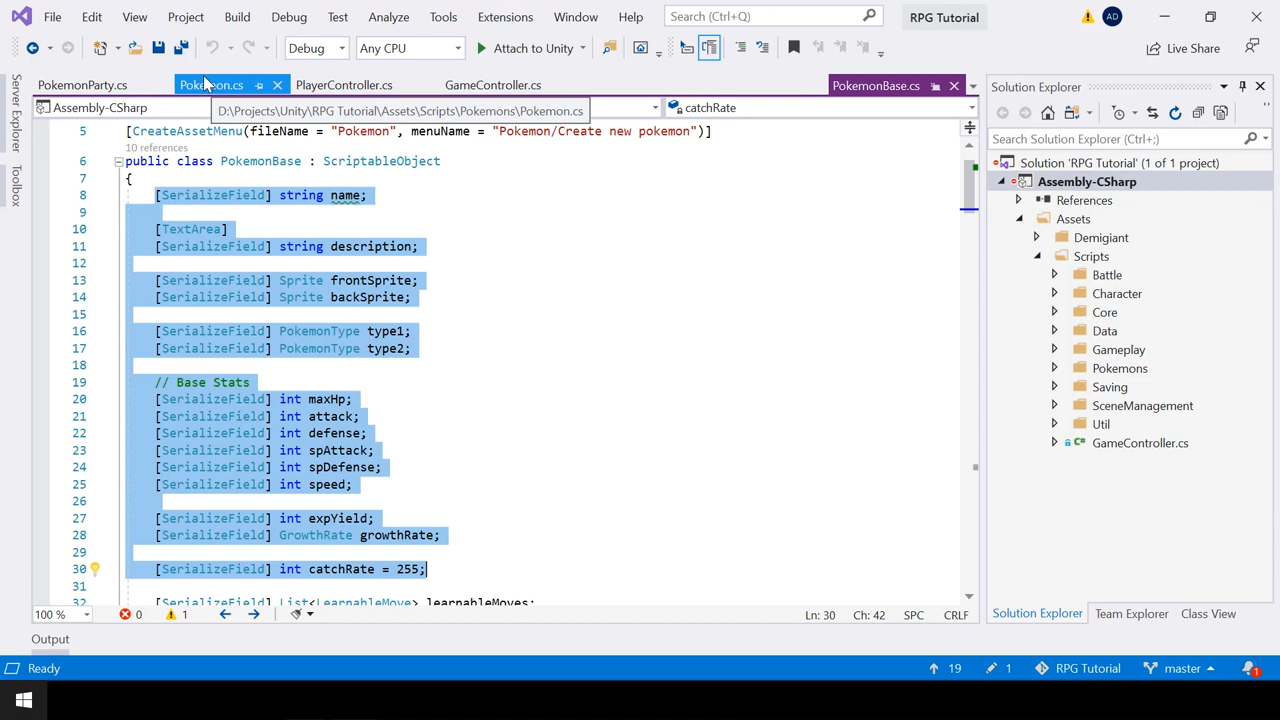 File Edit View Project Build Debug Test Analyze Tools Extensions Window Help Search (Ctrl+Q) RPG Tutorial AD
Debug Any CPU Attach to Unity Live Share
PokemonParty.cs PlayerController.cs GameController.cs PokemonBase.cs
D:\Projects\Unity\RPG Tutorial\Assets\Scripts\Pokemons\Pokemon.cs
Assembly-CSharp catchRate
5 [CreateAssetMenu(fileName = "Pokemon", menuName = "Pokemon/Create new pokemon")]
10 references
6 public class PokemonBase : ScriptableObject
7 {
8 [SerializeField] string name;
9
10 [TextArea]
11 [SerializeField] string description;
12
13 [SerializeField] Sprite frontSprite;
14 [SerializeField] Sprite backSprite;
15
16 [SerializeField] PokemonType type1;
17 [SerializeField] PokemonType type2;
18
19 // Base Stats
20 [SerializeField] int maxHp;
21 [SerializeField] int attack;
22 [SerializeField] int defense;
23 [SerializeField] int spAttack;
24 [SerializeField] int spDefense;
25 [SerializeField] int speed;
26
27 [SerializeField] int expYield;
28 [SerializeField] GrowthRate growthRate;
29
30 [SerializeField] int catchRate = 255;
31
32 [SerializeField] List<LearnableMove> learnableMoves;
100 % 0 1 Ln: 30 Ch: 42 SPC CRLF
Output
Ready 19 1 RPG Tutorial master 1
Server Explorer
Toolbox
Solution Explorer
Search Solution Explorer (Ctrl+;)
Solution 'RPG Tutorial' (1 of 1 project)
Assembly-CSharp
References
Assets
Demigiant
Scripts
Battle
Character
Core
Data
Gameplay
Pokemons
Saving
SceneManagement
Util
C# GameController.cs
Solution Explorer Team Explorer Class View